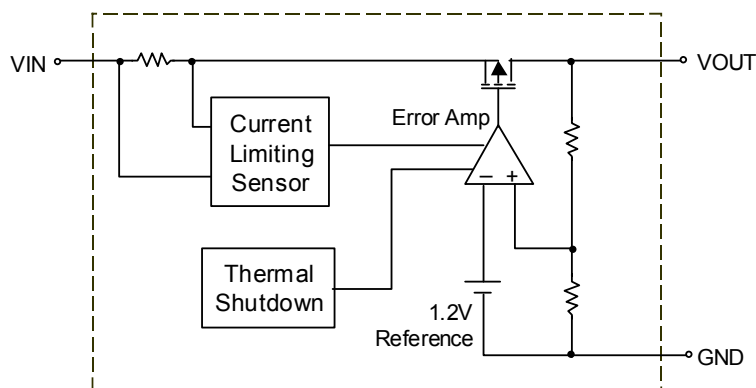 VIN
VOUT
Current
Limiting
Sensor
Error Amp
− +
Thermal
Shutdown
1.2V
Reference
GND